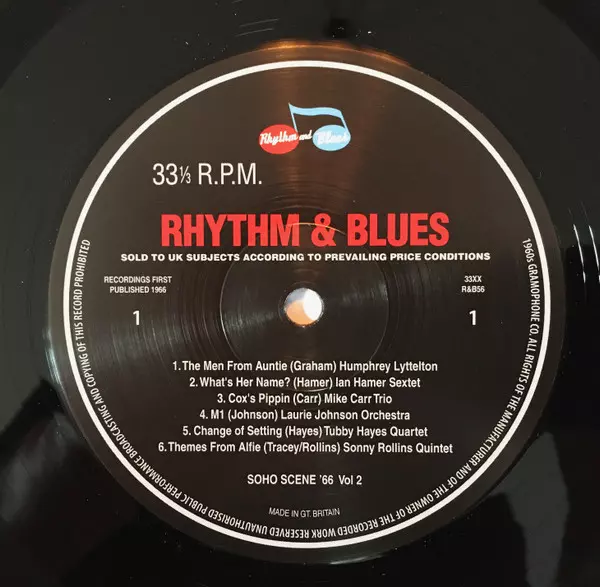 Rhythm and Blues
33⅓ R.P.M.
RHYTHM & BLUES
SOLD TO UK SUBJECTS ACCORDING TO PREVAILING PRICE CONDITIONS
RECORDINGS FIRST
PUBLISHED 1966
33XX
R&B56
1
1
1.The Men From Auntie (Graham) Humphrey Lyttelton
2. What's Her Name? (Hamer) Ian Hamer Sextet
3. Cox's Pippin (Carr) Mike Carr Trio
4. M1 (Johnson) Laurie Johnson Orchestra
5. Change of Setting (Hayes) Tubby Hayes Quartet
6.Themes From Alfie (Tracey/Rollins) Sonny Rollins Quintet
SOHO SCENE '66 Vol 2
MADE IN GT. BRITAIN
1960s GRAMOPHONE CO. ALL RIGHTS OF THE MANUFACTURER AND OF THE OWNER OF THE RECORDED WORK RESERVED UNAUTHORISED PUBLIC PERFORMANCE BROADCASTING AND COPYING OF THIS RECORD PROHIBITED